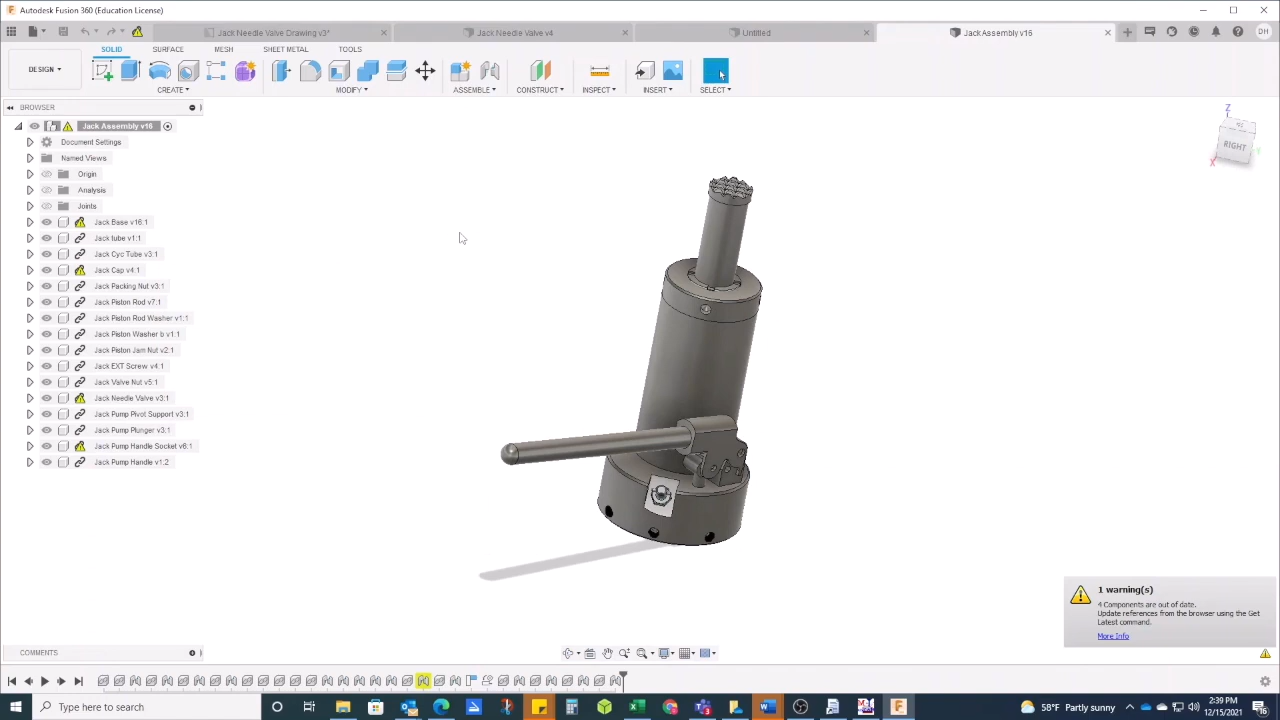 Autodesk Fusion 360 (Education License)
Jack Needle Valve Drawing v3*
Jack Needle Valve v4
Untitled
Jack Assembly v16
DH
SOLID
SURFACE
MESH
SHEET METAL
TOOLS
DESIGN
CREATE
MODIFY
ASSEMBLE
CONSTRUCT
INSPECT
INSERT
SELECT
BROWSER
Jack Assembly v16
Document Settings
Named Views
Origin
Analysis
Joints
Jack Base v16:1
Jack tube v1:1
Jack Cyc Tube v3:1
Jack Cap v4:1
Jack Packing Nut v3:1
Jack Piston Rod v7:1
Jack Piston Rod Washer v1:1
Jack Piston Washer b v1:1
Jack Piston Jam Nut v2:1
Jack EXT Screw v4:1
Jack Valve Nut v5:1
Jack Needle Valve v3:1
Jack Pump Pivot Support v3:1
Jack Pump Plunger v3:1
Jack Pump Handle Socket v6:1
Jack Pump Handle v1:2
Z
RIGHT
X
Y
1 warning(s)
4 Components are out of date.
Update references from the browser using the Get
Latest command.
More Info
COMMENTS
Type here to search
58°F Partly sunny
2:39 PM
12/15/2021